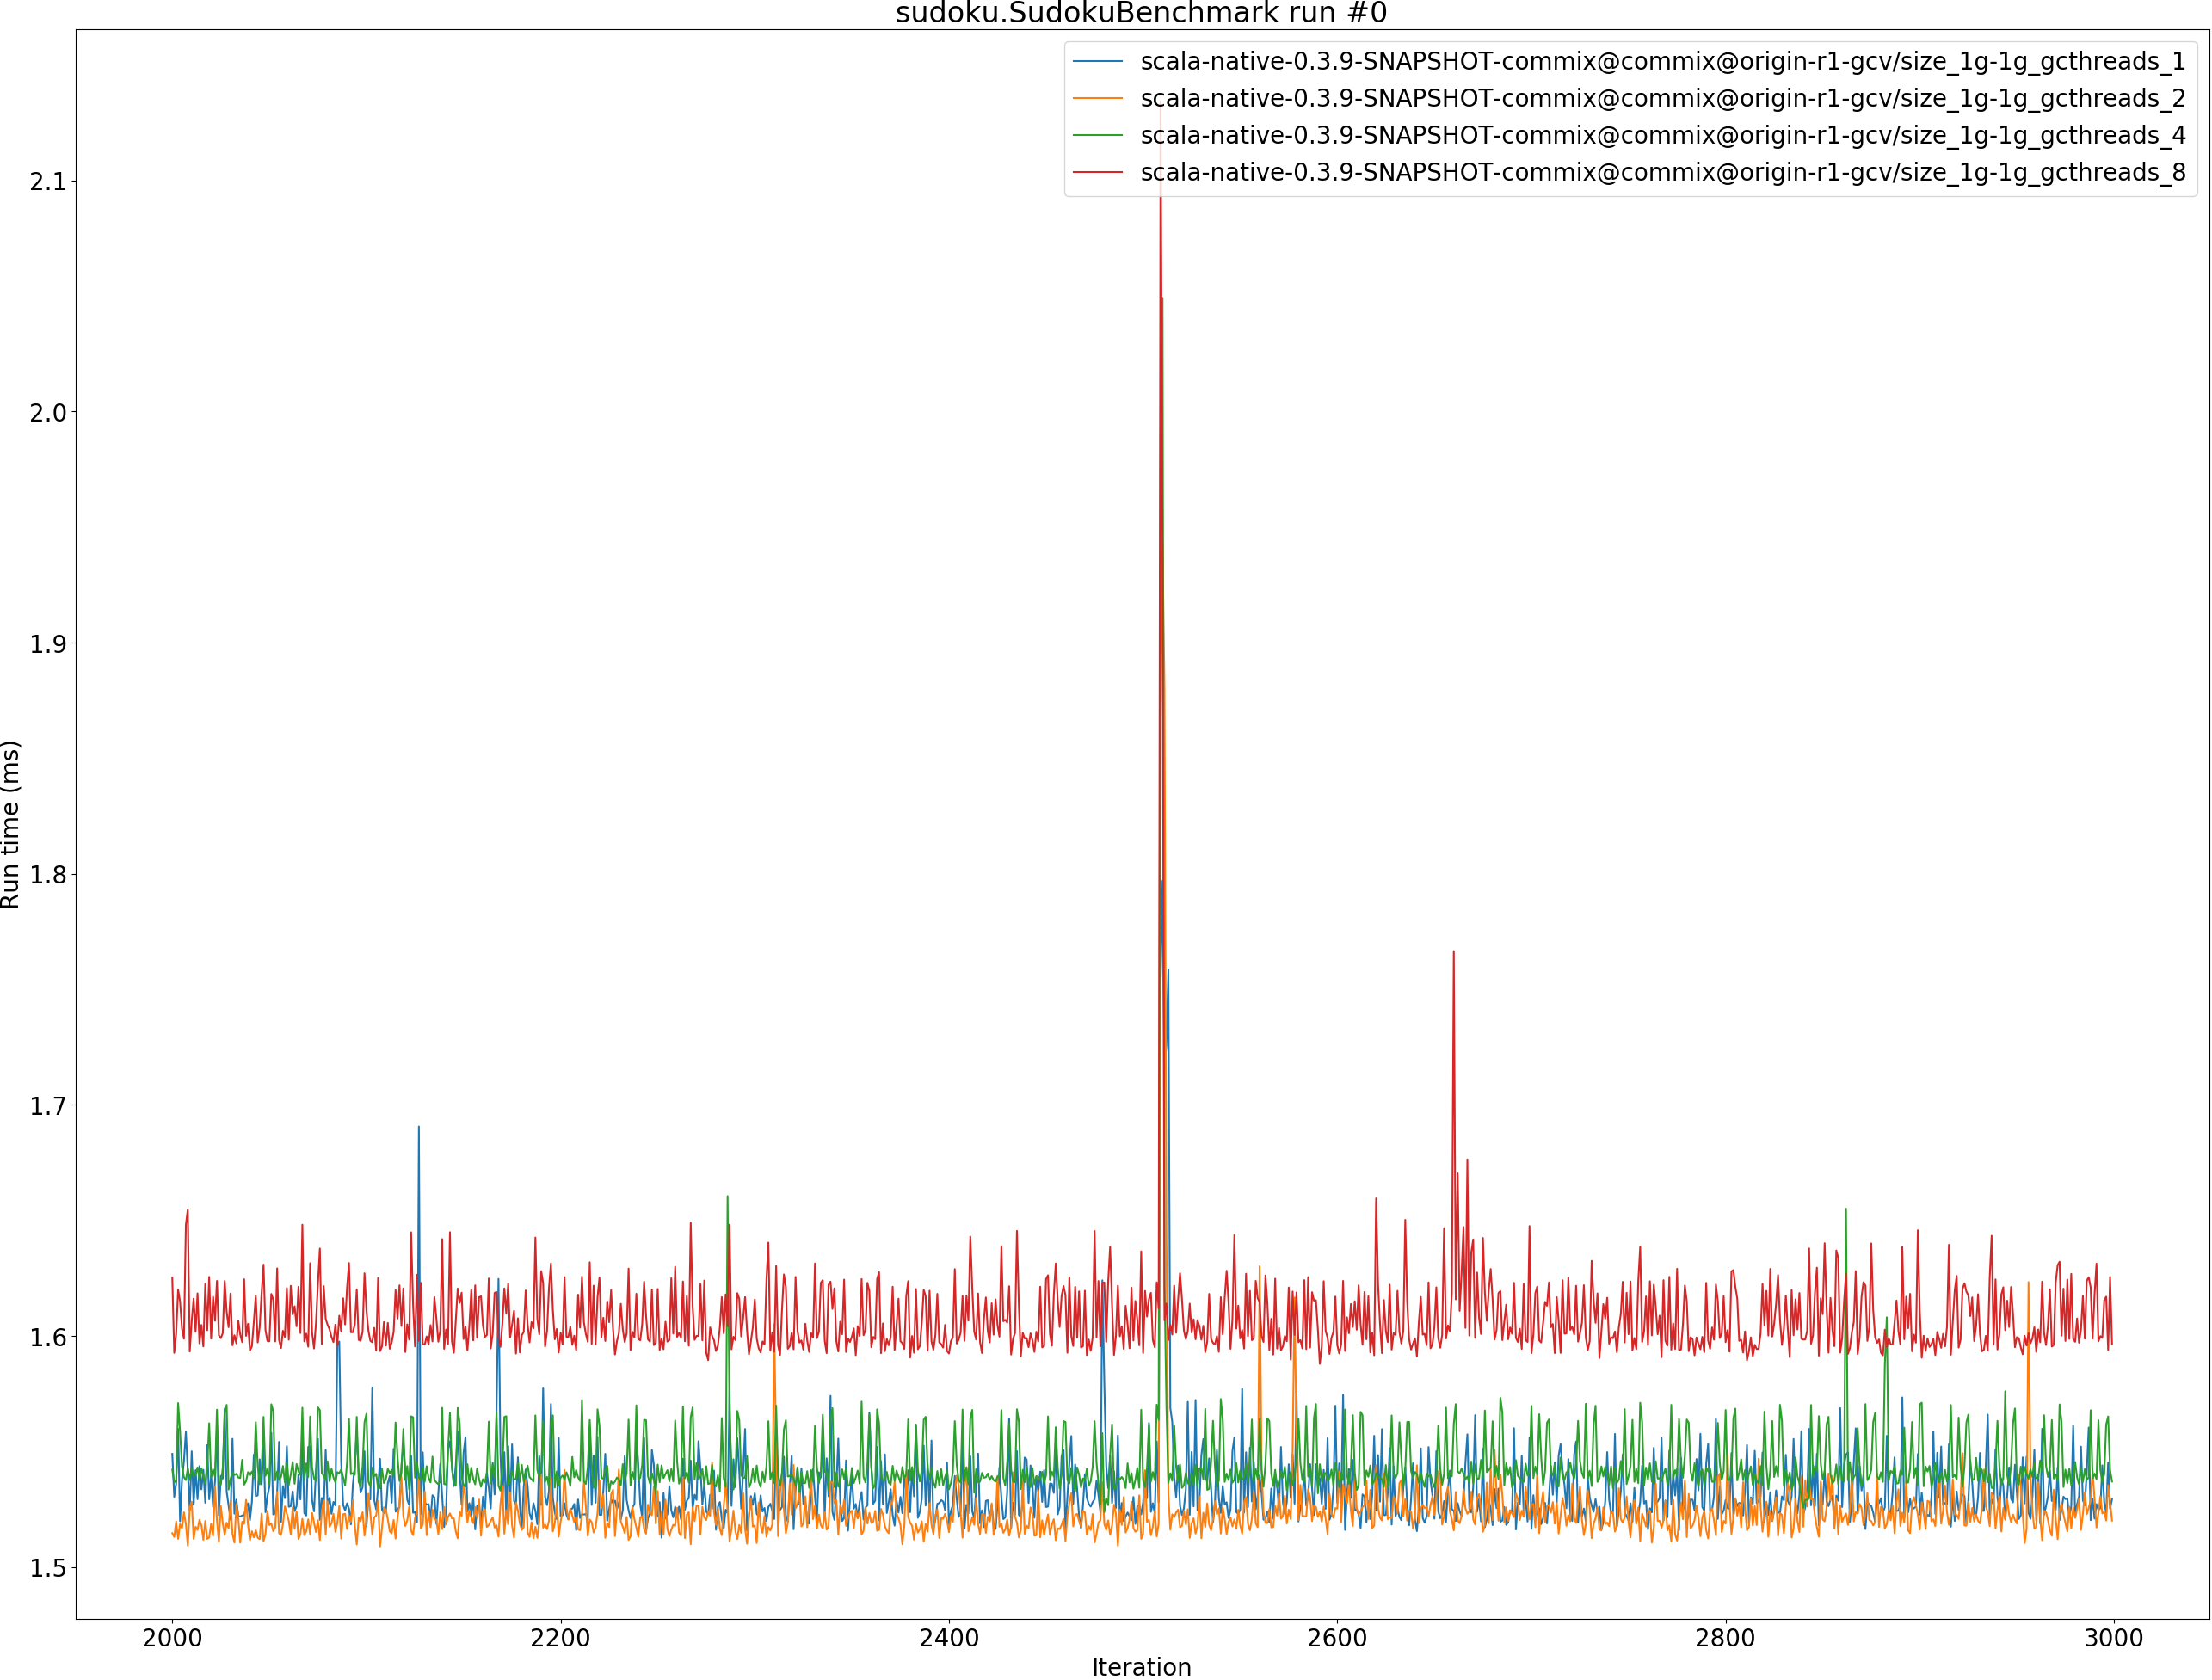 sudoku.SudokuBenchmark run #0
scala-native-0.3.9-SNAPSHOT-commix@commix@origin-r1-gcv/size_1g-1g_gcthreads_1
scala-native-0.3.9-SNAPSHOT-commix@commix@origin-r1-gcv/size_1g-1g_gcthreads_2
scala-native-0.3.9-SNAPSHOT-commix@commix@origin-r1-gcv/size_1g-1g_gcthreads_4
scala-native-0.3.9-SNAPSHOT-commix@commix@origin-r1-gcv/size_1g-1g_gcthreads_8
2.1
2.0
1.9
1.8
1.7
1.6
1.5
Run time (ms)
2000 2200 2400 2600 2800 3000
Iteration